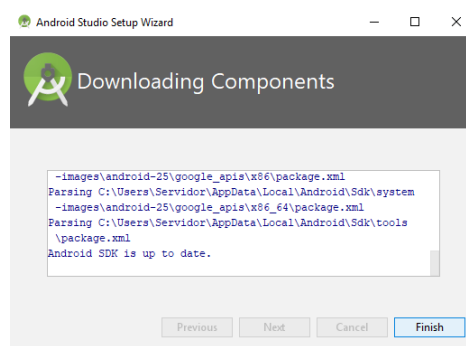 Android Studio Setup Wizard
Downloading Components
-images\android-25\google_apis\x86\package.xml
Parsing C:\Users\Servidor\AppData\Local\Android\Sdk\system
-images\android-25\google_apis\x86_64\package.xml
Parsing C:\Users\Servidor\AppData\Local\Android\Sdk\tools
\package.xml
Android SDK is up to date.
Previous Next Cancel Finish